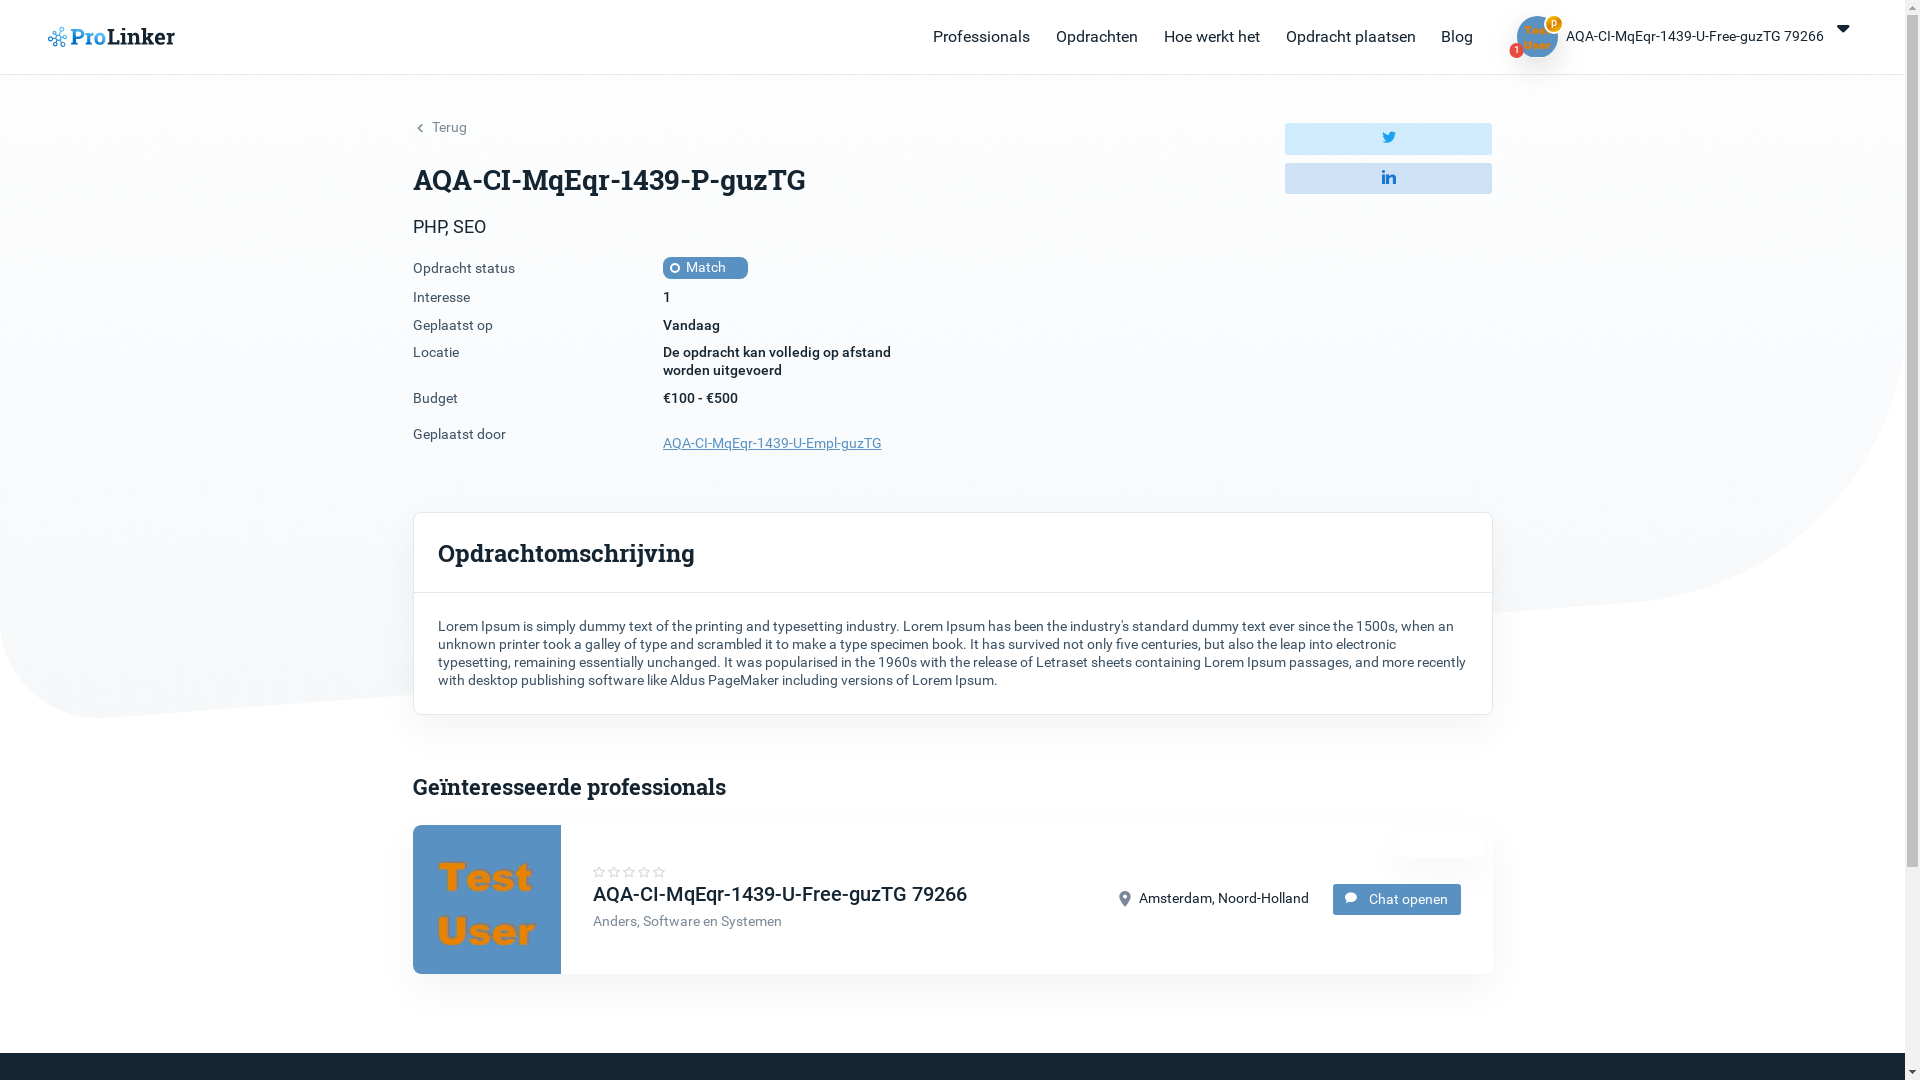 ProLinker
Professionals
Opdrachten
Hoe werkt het
Opdracht plaatsen
Blog
Test
User
p
1
AQA-CI-MqEqr-1439-U-Free-guzTG 79266
Terug
AQA-CI-MqEqr-1439-P-guzTG
PHP, SEO
Opdracht status
Match
Interesse
1
Geplaatst op
Vandaag
Locatie
De opdracht kan volledig op afstand
worden uitgevoerd
Budget
€100 - €500
Geplaatst door
AQA-CI-MqEqr-1439-U-Empl-guzTG
Opdrachtomschrijving
Lorem Ipsum is simply dummy text of the printing and typesetting industry. Lorem Ipsum has been the industry's standard dummy text ever since the 1500s, when an
unknown printer took a galley of type and scrambled it to make a type specimen book. It has survived not only five centuries, but also the leap into electronic
typesetting, remaining essentially unchanged. It was popularised in the 1960s with the release of Letraset sheets containing Lorem Ipsum passages, and more recently
with desktop publishing software like Aldus PageMaker including versions of Lorem Ipsum.
Geïnteresseerde professionals
Test
User
AQA-CI-MqEqr-1439-U-Free-guzTG 79266
Anders, Software en Systemen
Amsterdam, Noord-Holland
Chat openen